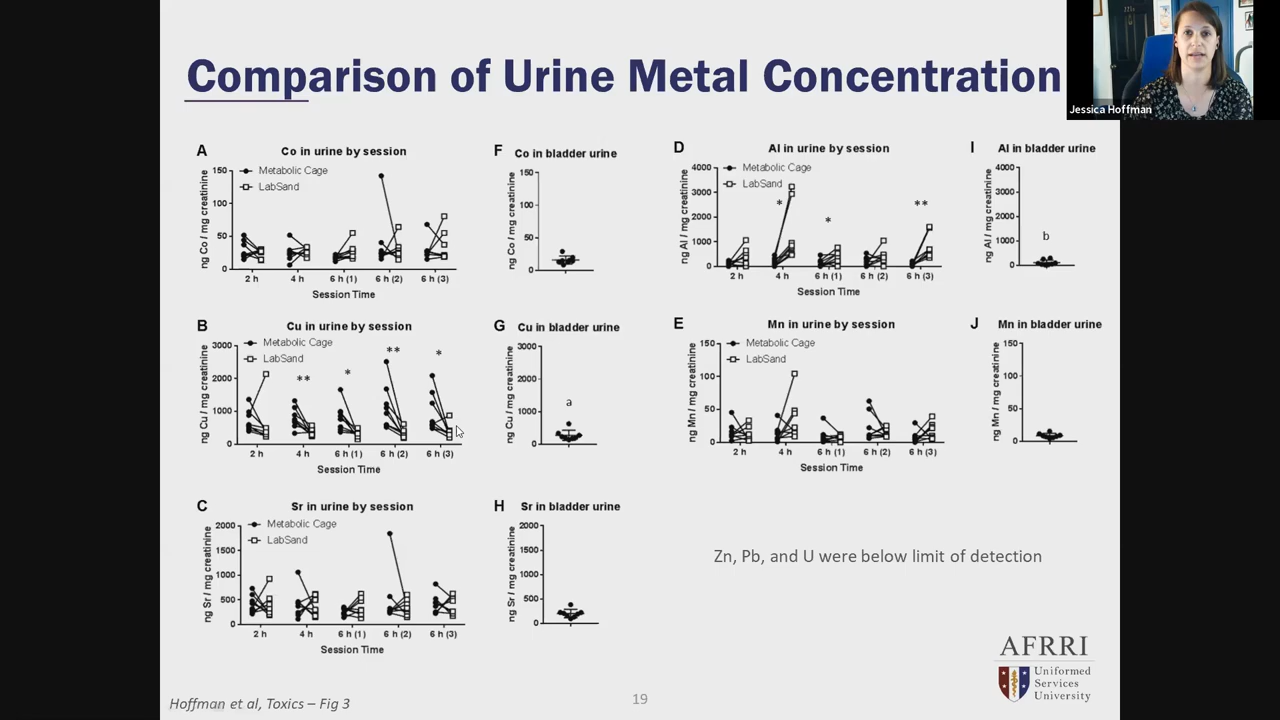 Comparison of Urine Metal Concentration
Jessica Hoffman
A
Co in urine by session
Metabolic Cage
LabSand
ng Co / mg creatinine
150
100
50
0
2 h
4 h
6 h (1)
6 h (2)
6 h (3)
Session Time
F
Co in bladder urine
ng Co / mg creatinine
150
100
50
0
D
Al in urine by session
Metabolic Cage
LabSand
ng Al / mg creatinine
4000
3000
2000
1000
0
*
*
**
2 h
4 h
6 h (1)
6 h (2)
6 h (3)
Session Time
I
Al in bladder urine
ng Al / mg creatinine
4000
3000
2000
1000
0
b
B
Cu in urine by session
Metabolic Cage
LabSand
ng Cu / mg creatinine
3000
2000
1000
0
**
*
**
*
2 h
4 h
6 h (1)
6 h (2)
6 h (3)
Session Time
G
Cu in bladder urine
ng Cu / mg creatinine
3000
2000
1000
0
a
E
Mn in urine by session
Metabolic Cage
LabSand
ng Mn / mg creatinine
150
100
50
0
2 h
4 h
6 h (1)
6 h (2)
6 h (3)
Session Time
J
Mn in bladder urine
ng Mn / mg creatinine
150
100
50
0
C
Sr in urine by session
Metabolic Cage
LabSand
ng Sr / mg creatinine
2000
1500
1000
500
0
2 h
4 h
6 h (1)
6 h (2)
6 h (3)
Session Time
H
Sr in bladder urine
ng Sr / mg creatinine
2000
1500
1000
500
0
Zn, Pb, and U were below limit of detection
AFRRI
Uniformed
Services
University
Hoffman et al, Toxics – Fig 3
19